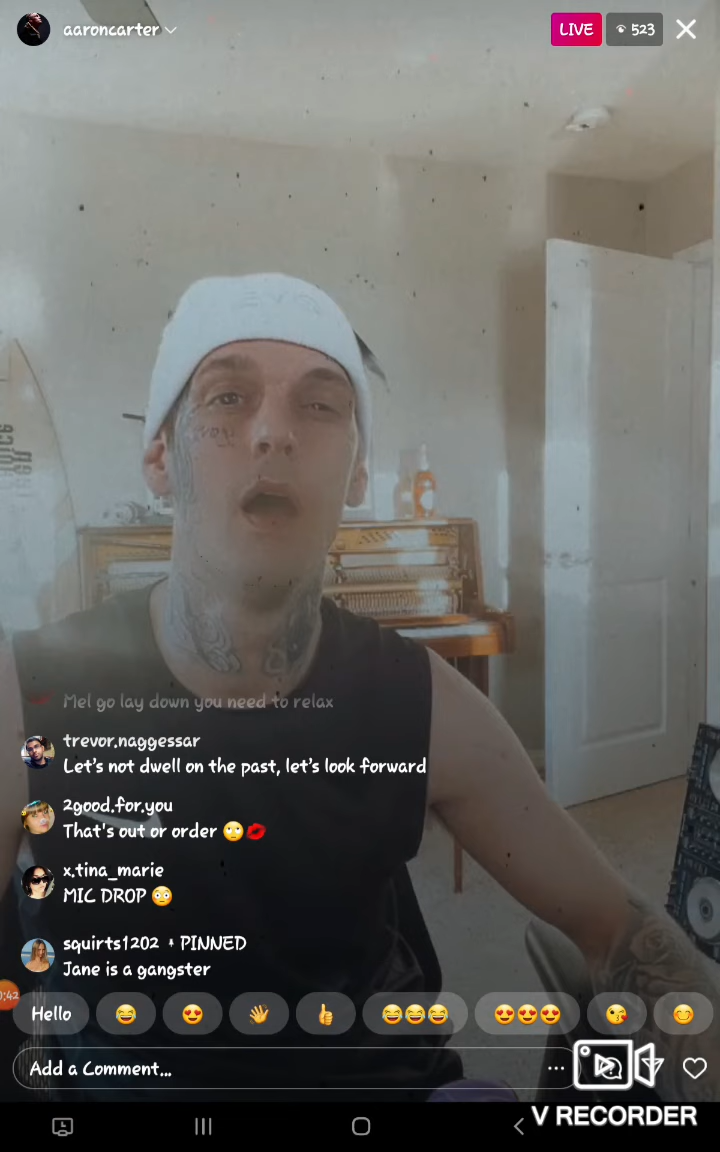 aaroncarter
LIVE
523
Mel go lay down you need to relax
trevor.naggessar
Let's not dwell on the past, let's look forward
2good.for.you
That's out or order 🙄💋
x.tina_marie
MIC DROP 😳
squirts1202 + PINNED
Jane is a gangster
0:42
Hello 😂 😍 👋 👍 😂😂😂 😍😍😍 😘 😊
Add a Comment...
V RECORDER